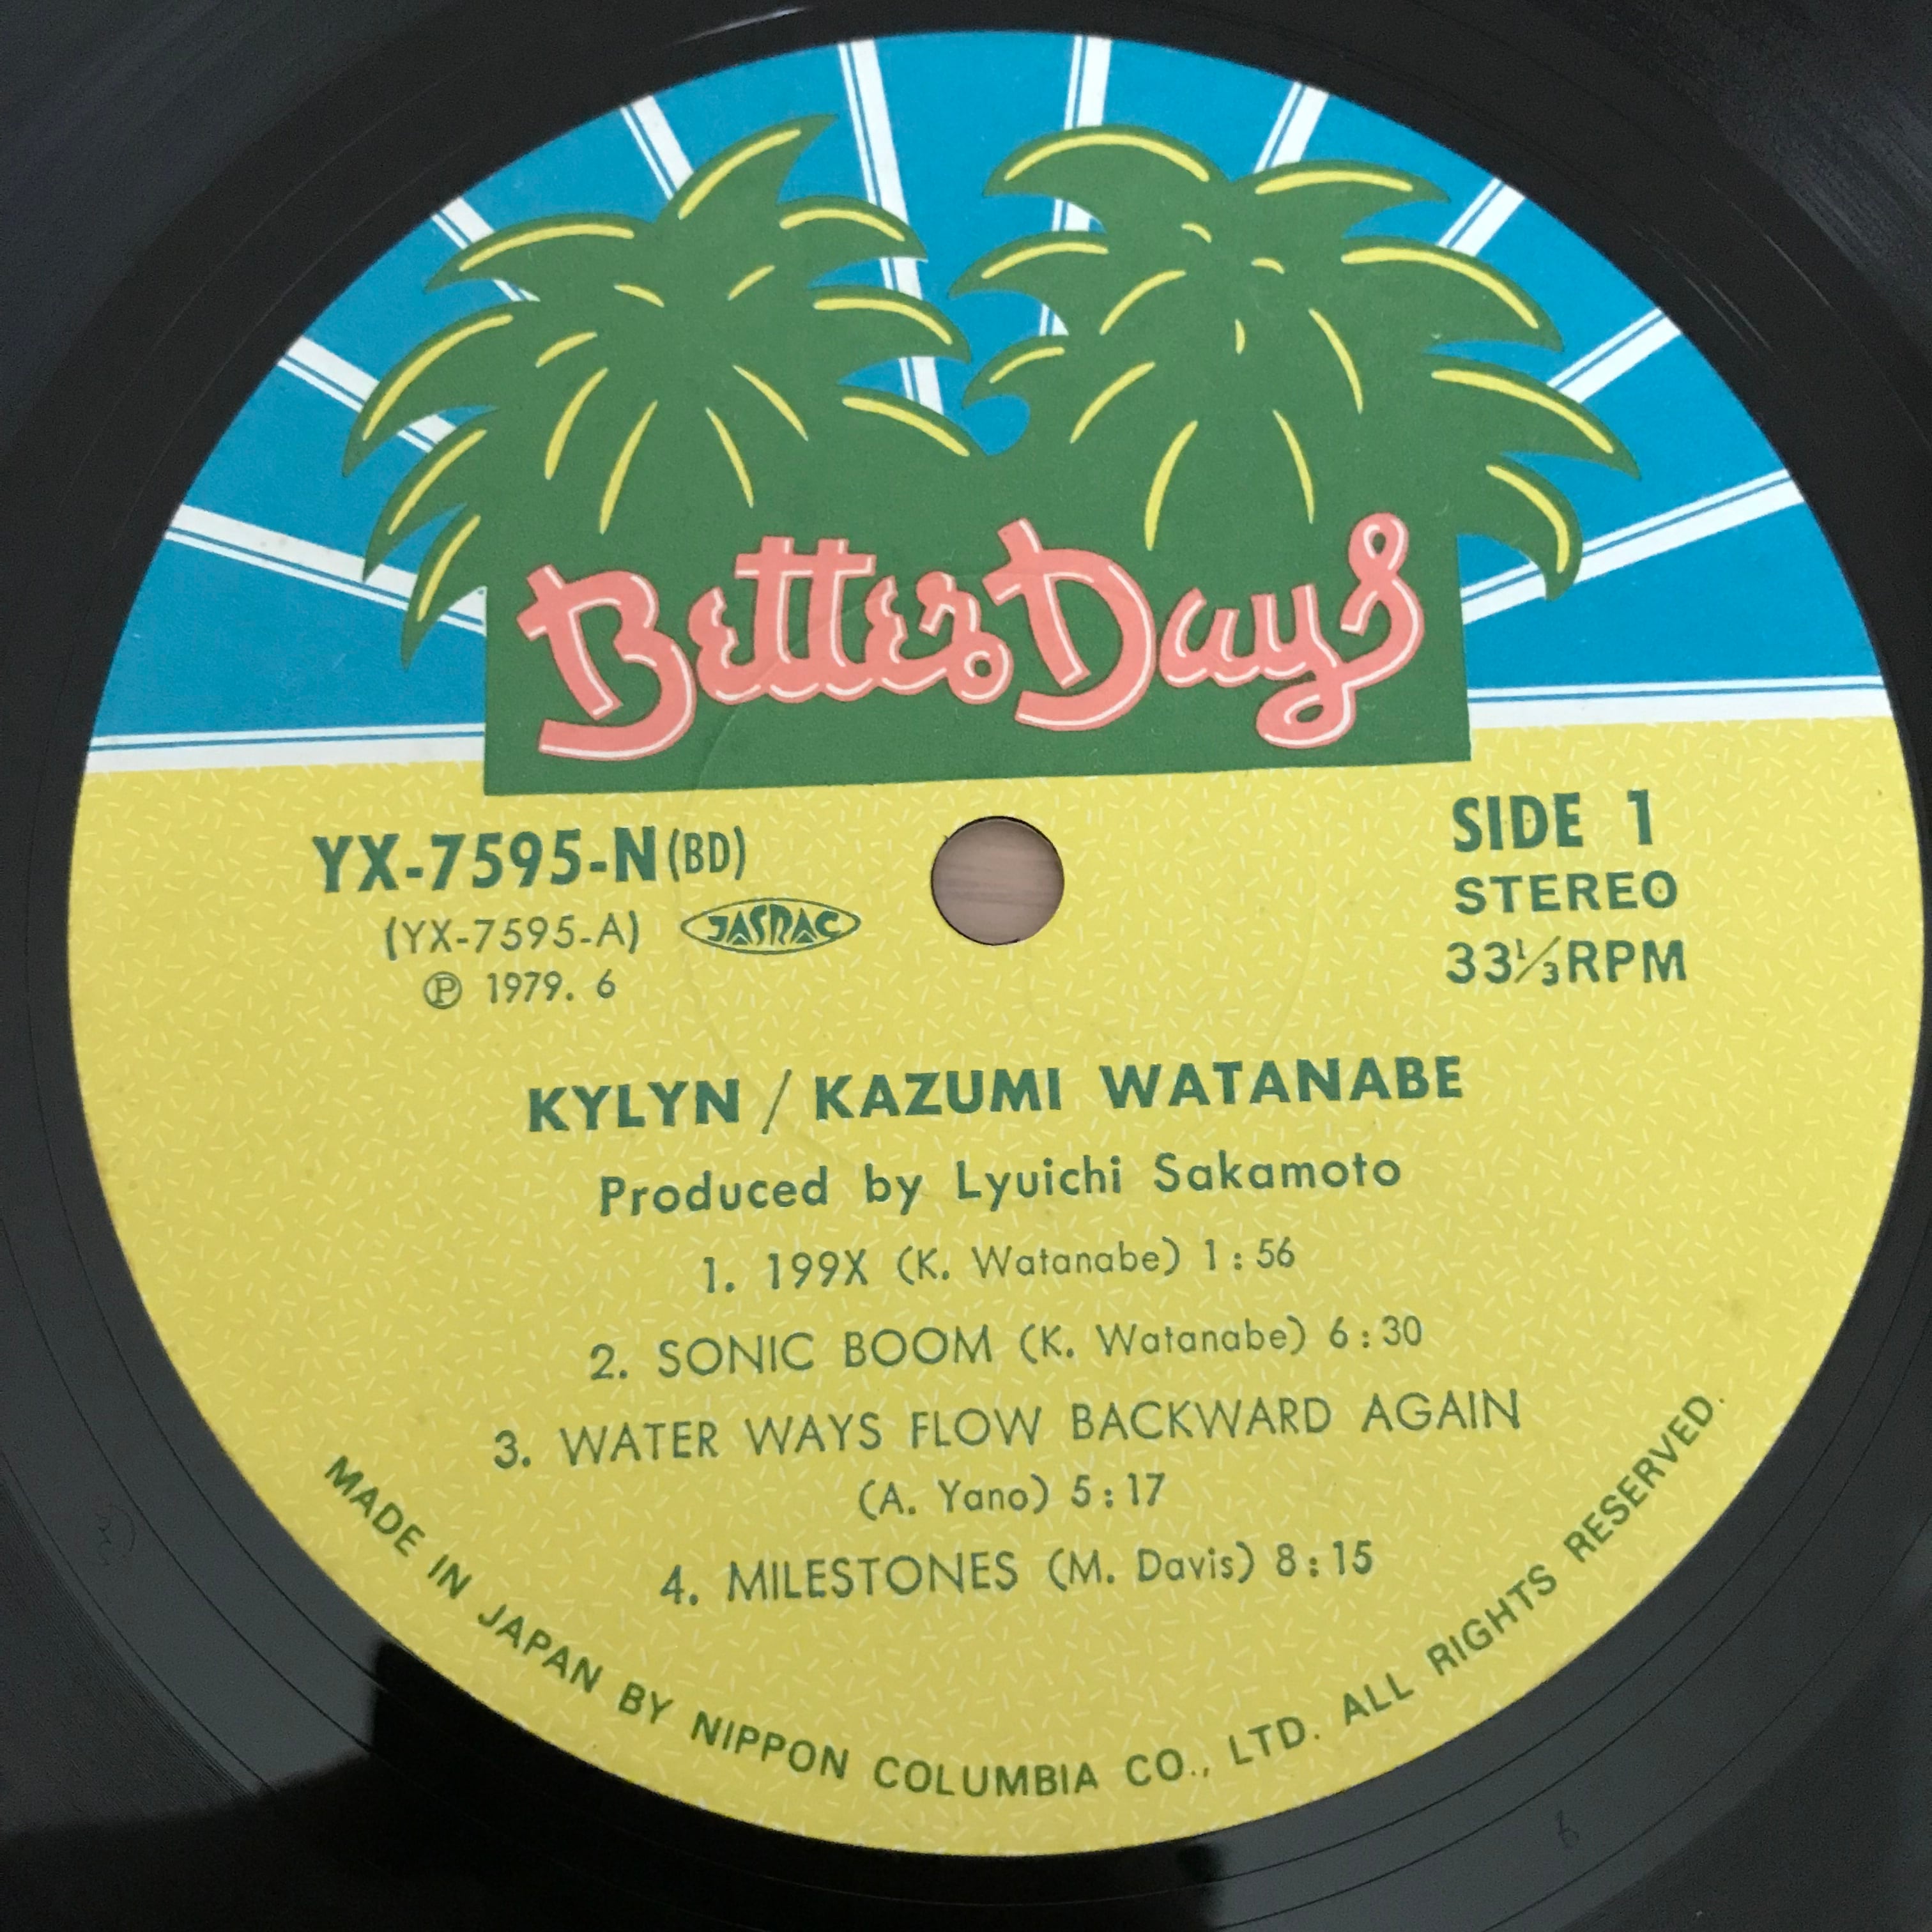 Better Days
YX-7595-N(BD)
(YX-7595-A) JASRAC
Ⓟ 1979. 6
SIDE 1
STEREO
33⅓RPM
KYLYN / KAZUMI WATANABE
Produced by Lyuichi Sakamoto
1. 199X (K. Watanabe) 1:56
2. SONIC BOOM (K. Watanabe) 6:30
3. WATER WAYS FLOW BACKWARD AGAIN
(A. Yano) 5:17
4. MILESTONES (M. Davis) 8:15
MADE IN JAPAN BY NIPPON COLUMBIA CO., LTD. ALL RIGHTS RESERVED.